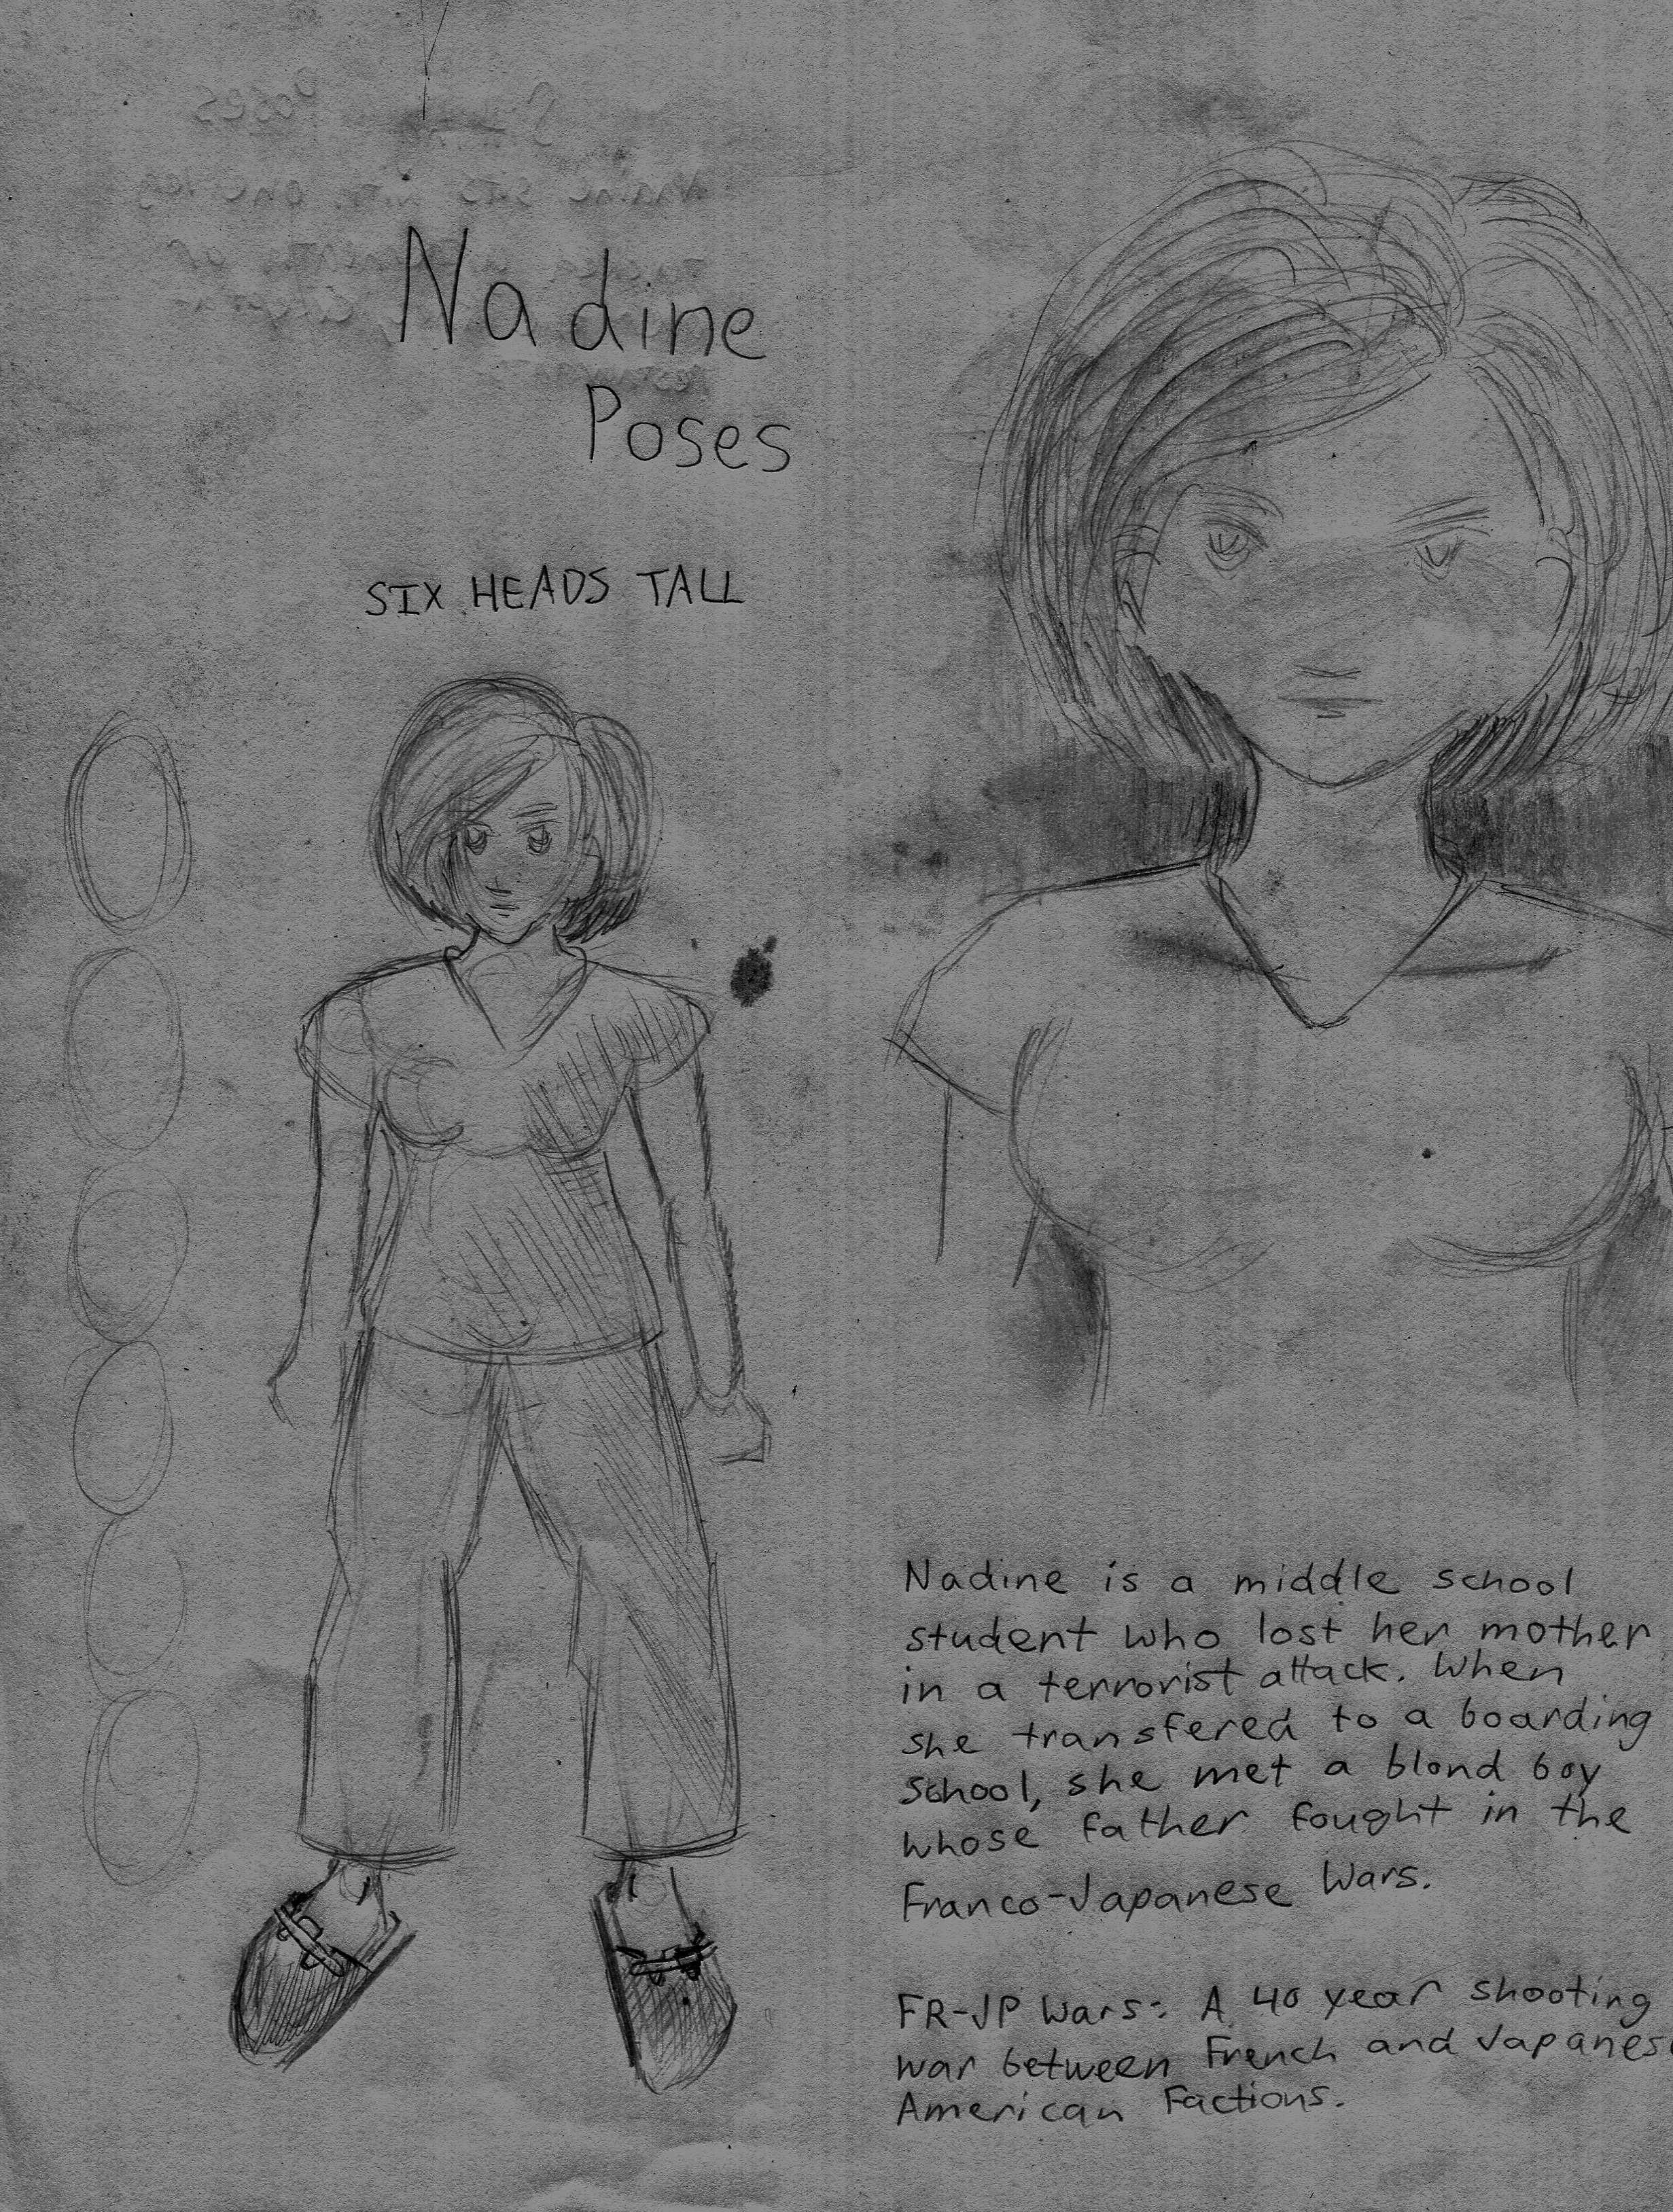 Nadine
Poses
SIX HEADS TALL
Nadine is a middle school
student who lost her mother
in a terrorist attack. When
she transfered to a boarding
school, she met a blond boy
whose father fought in the
Franco-Japanese Wars.
FR-JP Wars: A 40 year shooting
war between French and Japanese
American Factions.